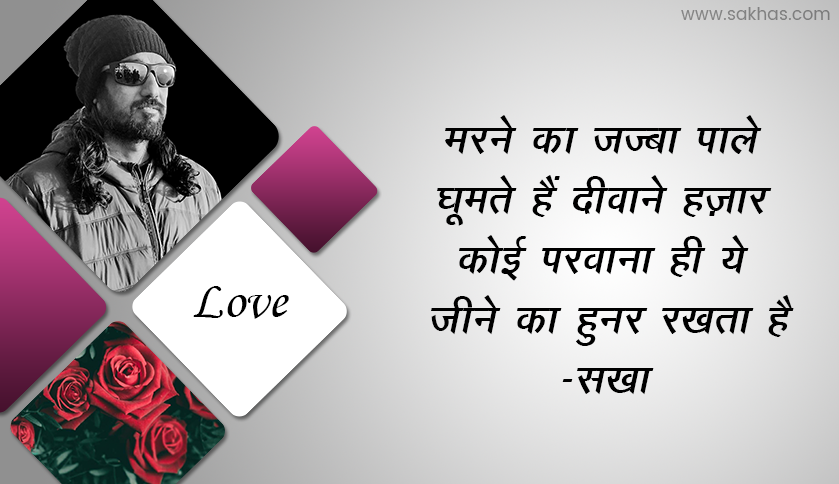 www.sakhas.com
मरने का जज्बा पाले
घूमते हैं दीवाने हज़ार
कोई परवाना ही ये
जीने का हुनर रखता है
-सखा
Love